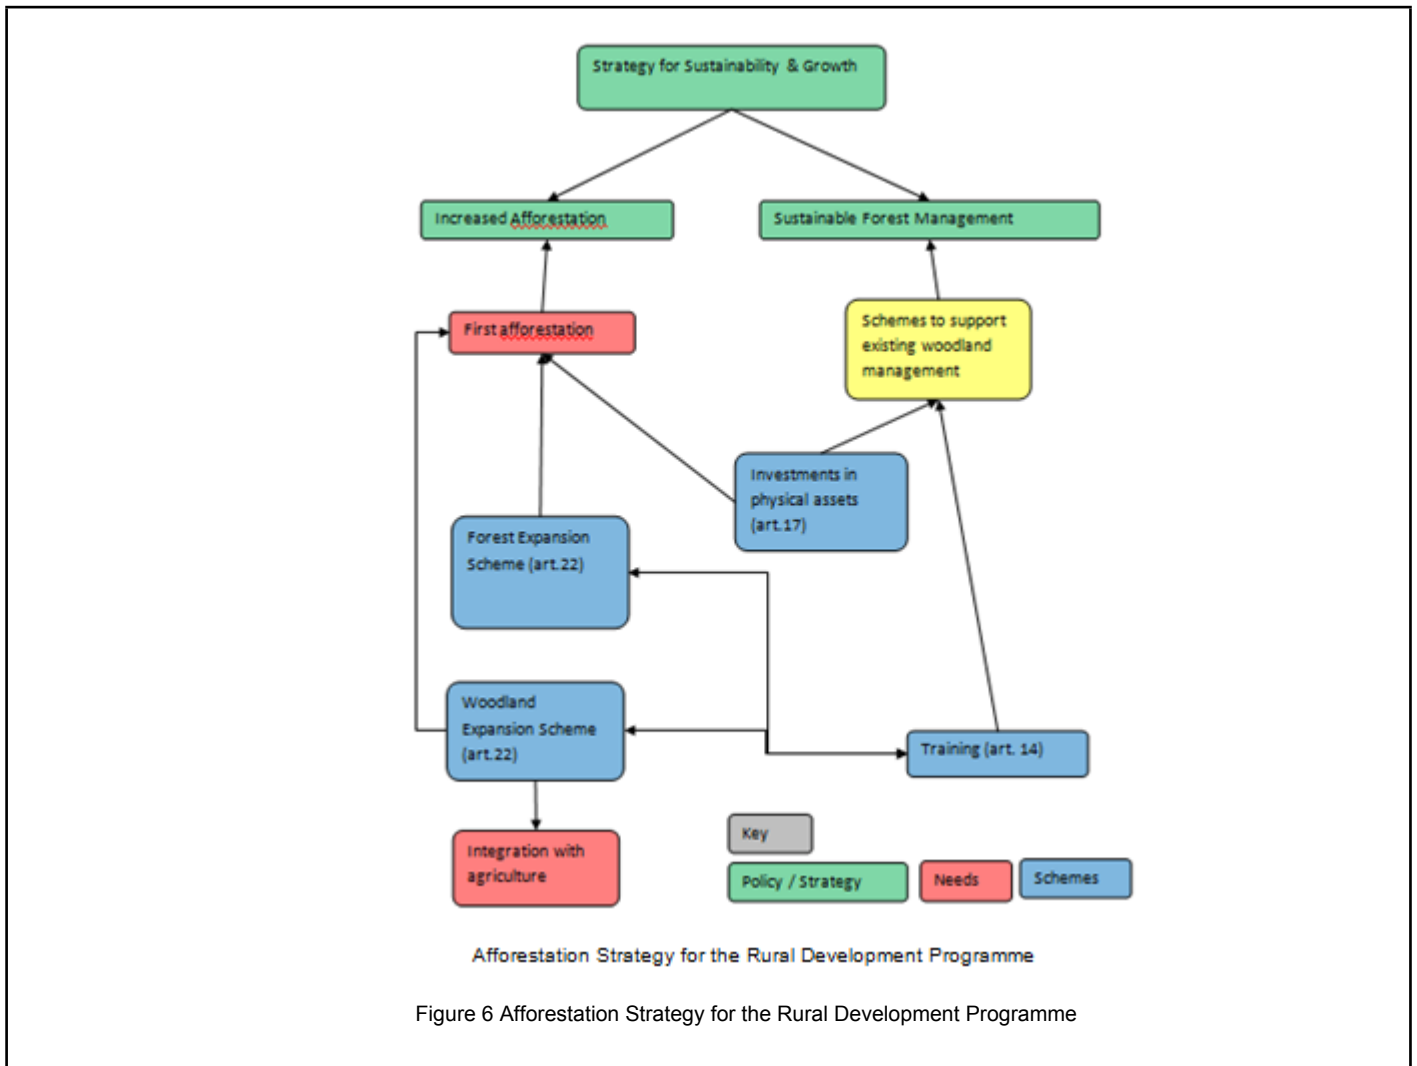 Strategy for Sustainability & Growth
Increased Afforestation
Sustainable Forest Management
First afforestation
Schemes to support
existing woodland
management
Investments in
physical assets
(art.17)
Forest Expansion
Scheme (art.22)
Woodland
Expansion Scheme
(art.22)
Training (art. 14)
Integration with
agriculture
Key
Policy / Strategy
Needs
Schemes
Afforestation Strategy for the Rural Development Programme
Figure 6 Afforestation Strategy for the Rural Development Programme